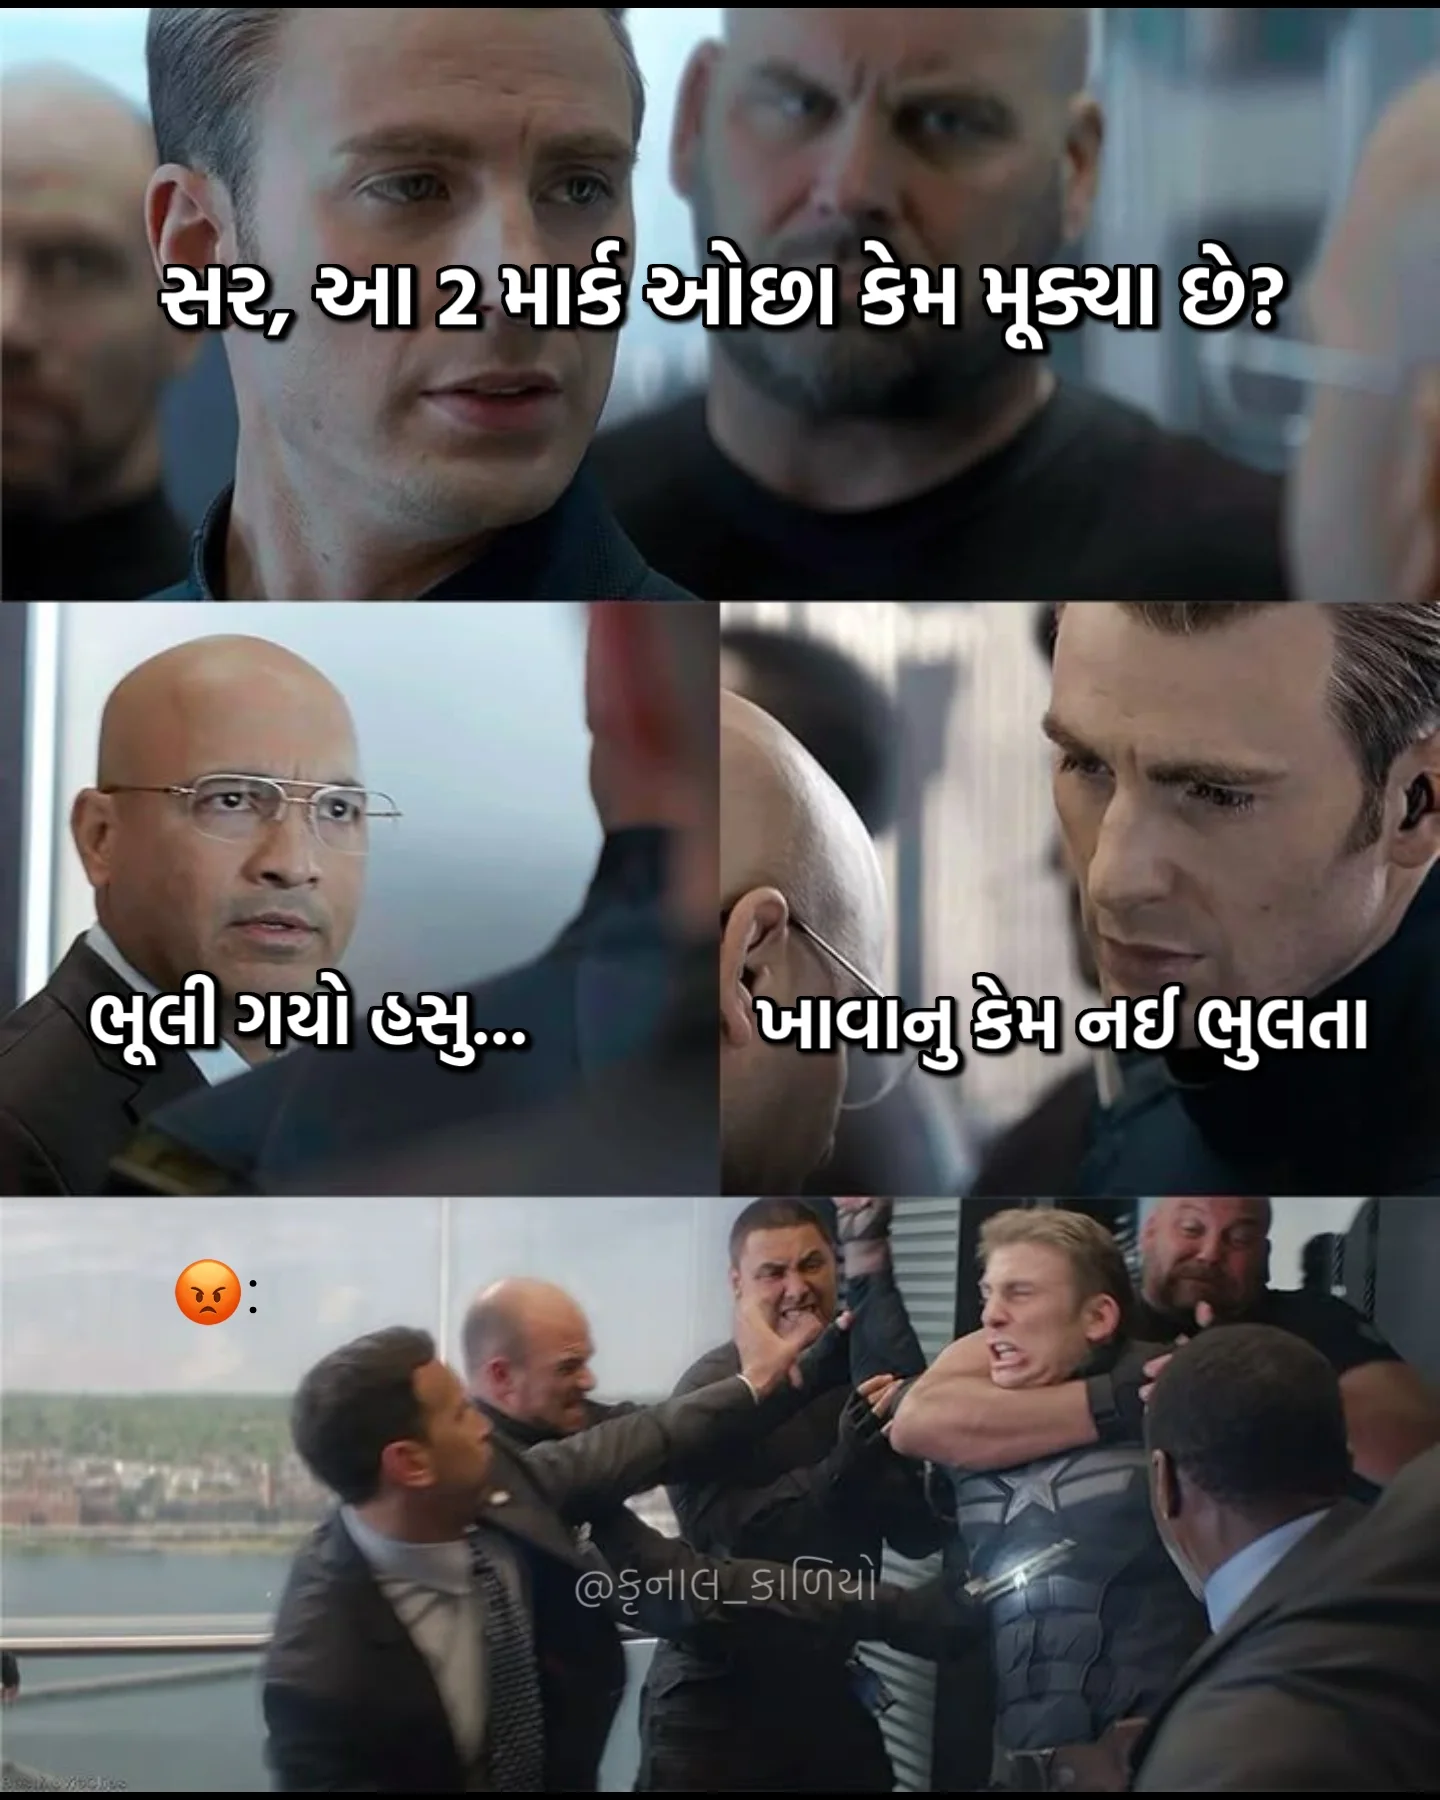 સર, આ 2 માર્ક ઓછા કેમ મૂક્યા છે?
ભૂલી ગયો હસુ...
ખાવાનુ કેમ નઈ ભુલતા
😡:
@કૃનાલ_કાળિયો